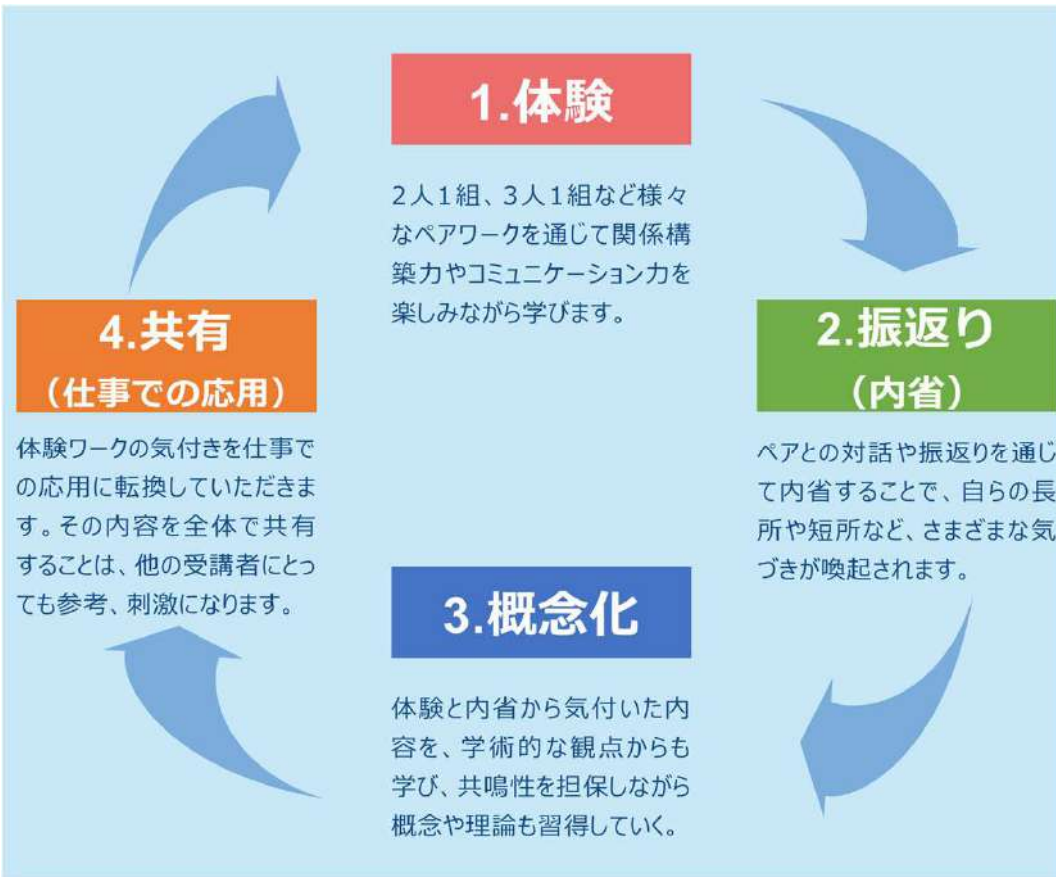 1.体験
2人1組、3人1組など様々
なペアワークを通じて関係構
築力やコミュニケーション力を
楽しみながら学びます。
2.振返り
（内省）
ペアとの対話や振返りを通じ
て内省することで、自らの長
所や短所など、さまざまな気
づきが喚起されます。
3.概念化
体験と内省から気付いた内
容を、学術的な観点からも
学び、共鳴性を担保しながら
概念や理論も習得していく。
4.共有
（仕事での応用）
体験ワークの気付きを仕事で
の応用に転換していただきま
す。その内容を全体で共有
することは、他の受講者にとっ
ても参考、刺激になります。